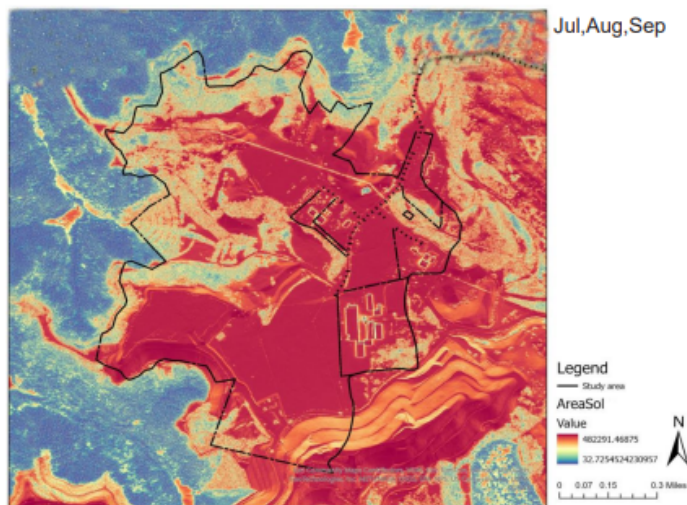 Jul,Aug,Sep
Legend
Study area
AreaSol
Value
482291.46875
32.7254524230957
N
0 0.07 0.15 0.3 Miles